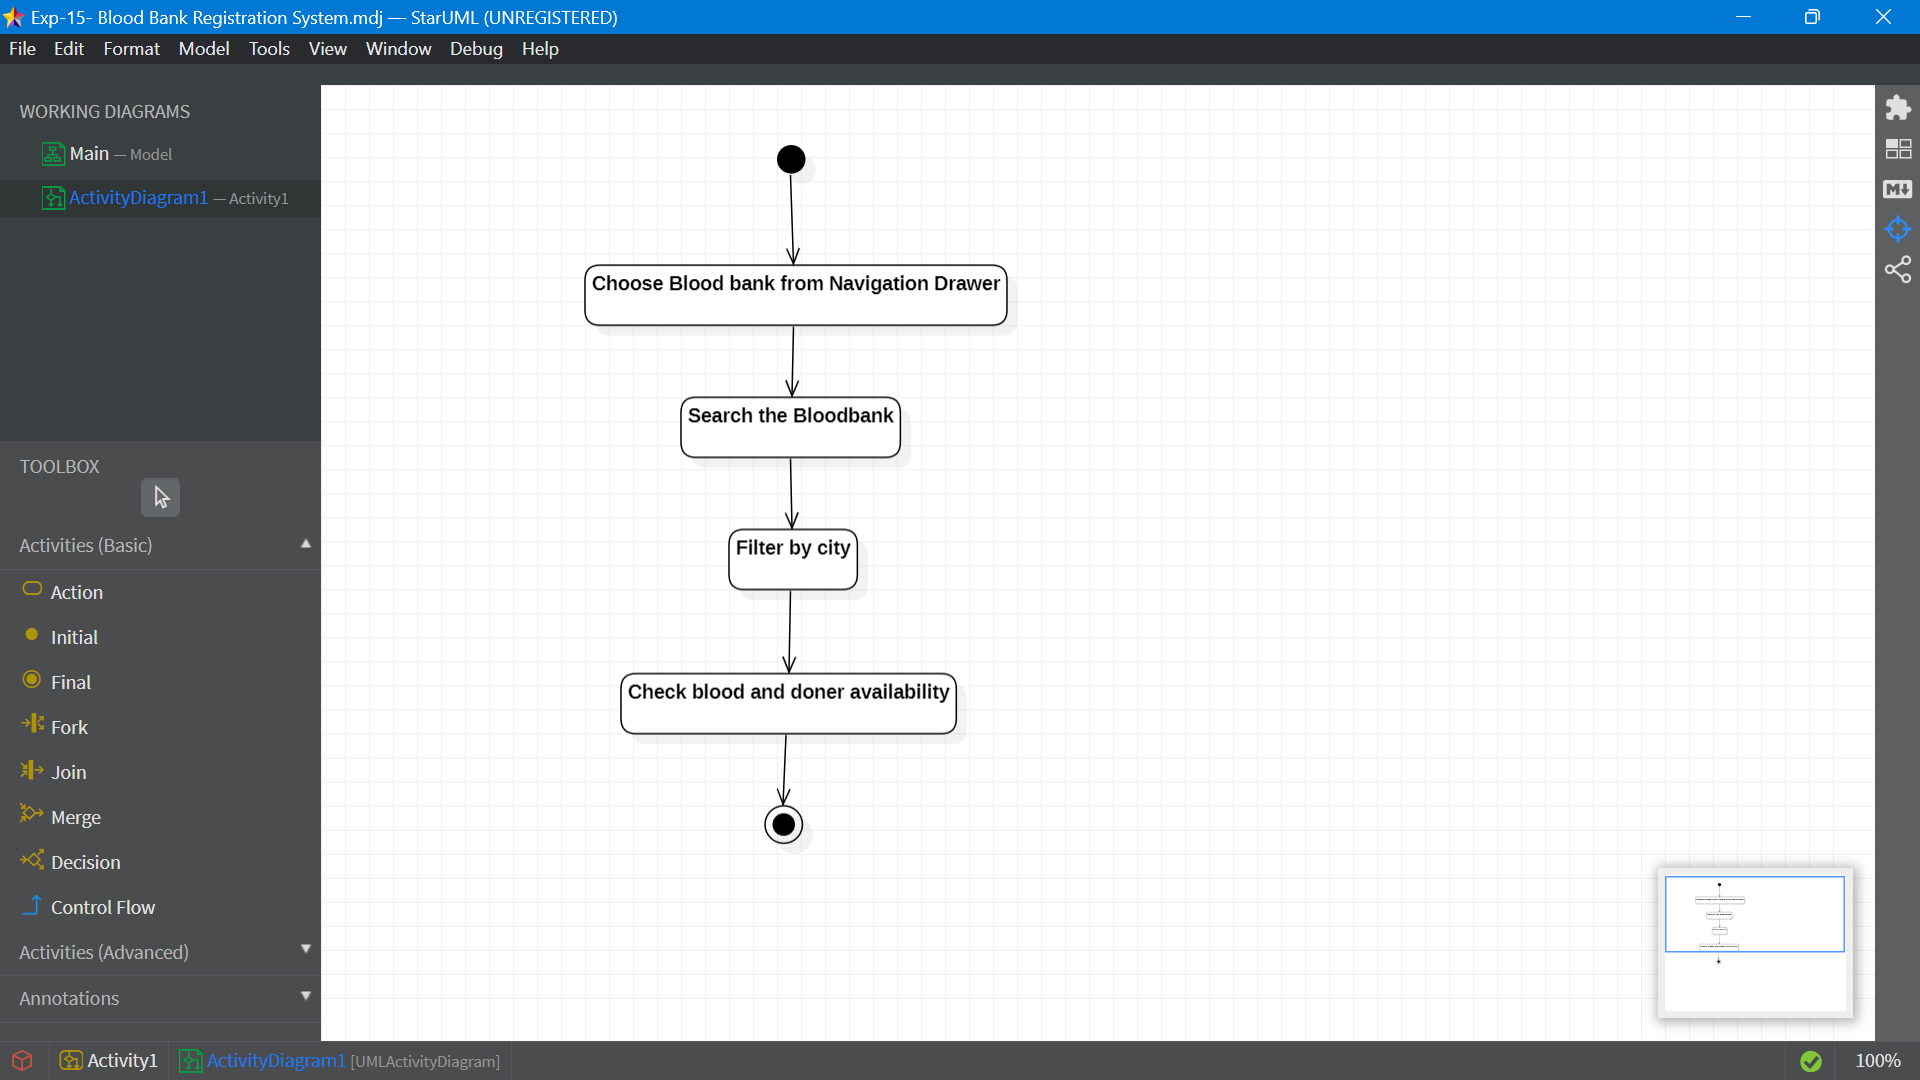 Exp-15- Blood Bank Registration System.mdj — StarUML (UNREGISTERED)
File Edit Format Model Tools View Window Debug Help
WORKING DIAGRAMS
Main — Model
ActivityDiagram1 — Activity1
TOOLBOX
Activities (Basic)
Action
Initial
Final
Fork
Join
Merge
Decision
Control Flow
Activities (Advanced)
Annotations
Choose Blood bank from Navigation Drawer
Search the Bloodbank
Filter by city
Check blood and doner availability
M
Activity1 ActivityDiagram1 [UMLActivityDiagram] 100%